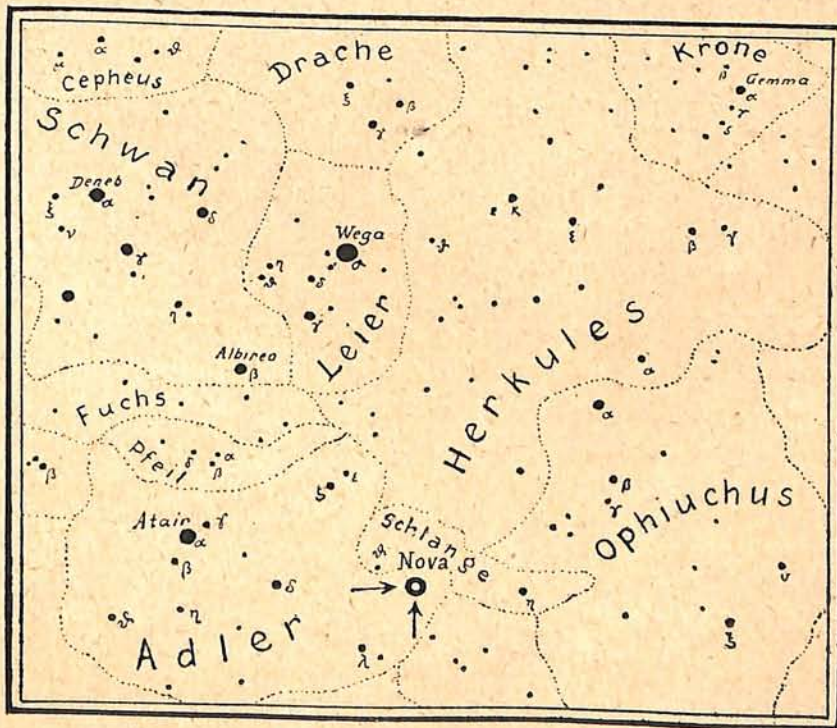 Cepheus
μ α ϑ
Drache
ξ β
γ
Krone
β Gemma
α
γ
δ
Schwan
Deneb
α
ξ
ν
δ
γ
η
Albireo
β
Leier
Wega
η
ϑ
δ
γ
Herkules
κ
ε
ϑ
β γ
α
Fuchs
Pfeil
δ α
β
β
Adler
Atair
γ
α
β
δ
ϑ η
ζ
λ
Schlange
ϑ
Nova
η
Ophiuchus
α
β
γ
ν
ξ